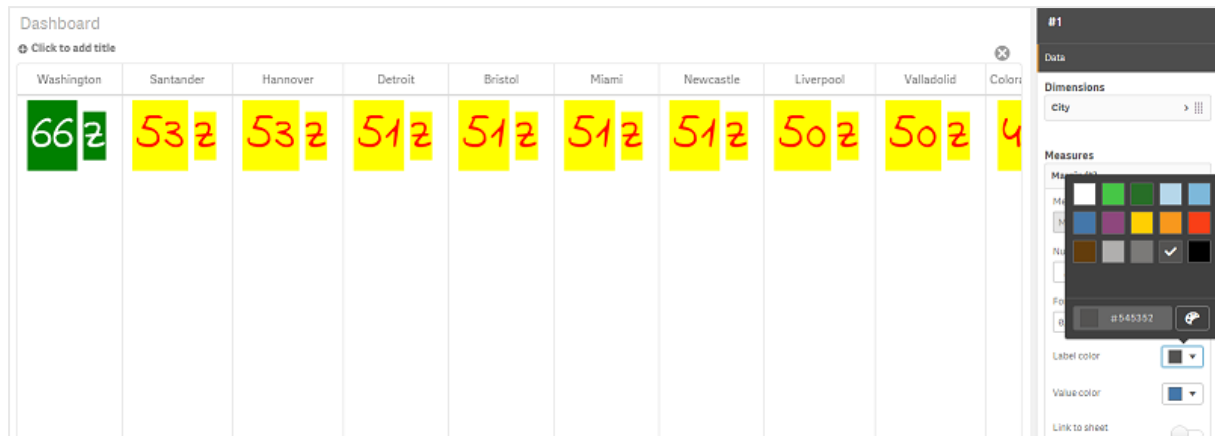 Dashboard
Click to add title
Washington Santander Hannover Detroit Bristol Miami Newcastle Liverpool Valladolid
66 z 53 z 53 z 51 z 51 z 51 z 51 z 50 z 50 z 4
#1
Data
Dimensions
City
Measures
#545352
Label color
Value color
Link to sheet